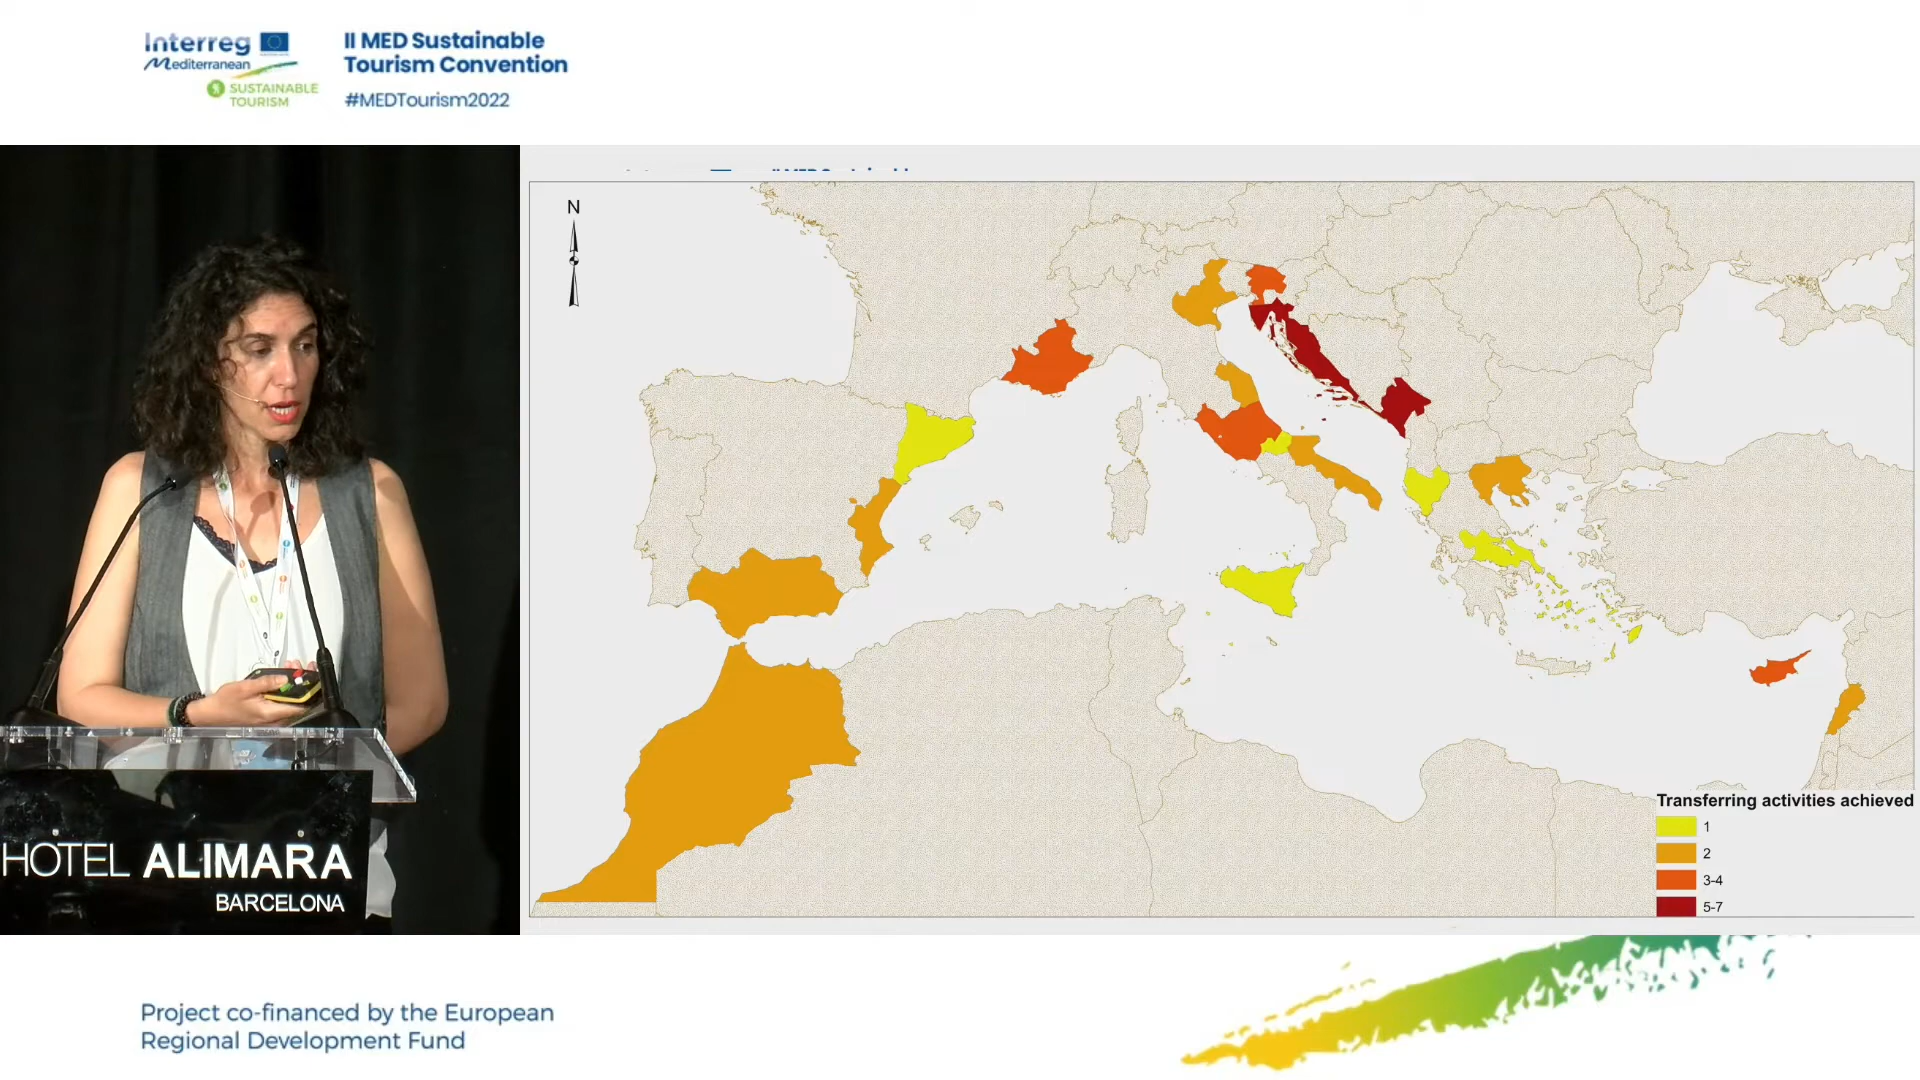 Interreg
Mediterranean
SUSTAINABLE
TOURISM
II MED Sustainable
Tourism Convention
#MEDTourism2022
N
Transferring activities achieved
1
2
3-4
5-7
HOTEL ALIMARA
BARCELONA
Project co-financed by the European
Regional Development Fund